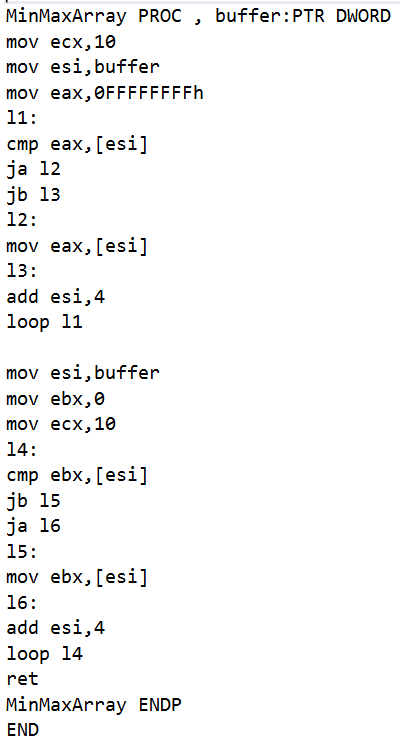 MinMaxArray PROC , buffer:PTR DWORD
mov ecx,10
mov esi,buffer
mov eax,0FFFFFFFFh
l1:
cmp eax,[esi]
ja l2
jb l3
l2:
mov eax,[esi]
l3:
add esi,4
loop l1

mov esi,buffer
mov ebx,0
mov ecx,10
l4:
cmp ebx,[esi]
jb l5
ja l6
l5:
mov ebx,[esi]
l6:
add esi,4
loop l4
ret
MinMaxArray ENDP
END